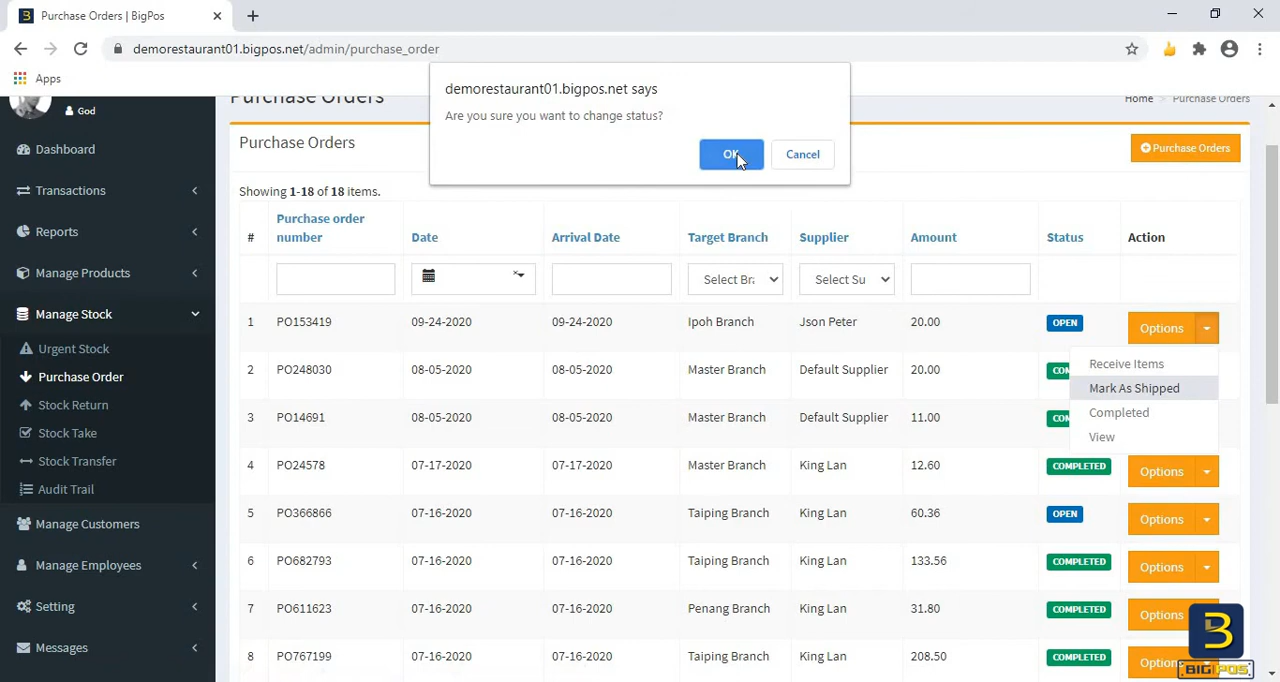 Purchase Orders | BigPos
demorestaurant01.bigpos.net/admin/purchase_order
Apps
demorestaurant01.bigpos.net says
Are you sure you want to change status?
OK
Cancel
God
Dashboard
Transactions
Reports
Manage Products
Manage Stock
Urgent Stock
Purchase Order
Stock Return
Stock Take
Stock Transfer
Audit Trail
Manage Customers
Manage Employees
Setting
Messages
Purchase Orders
Home > Purchase Orders
Purchase Orders
Purchase Orders
Showing 1-18 of 18 items.
# Purchase order number Date Arrival Date Target Branch Supplier Amount Status Action
Select Br Select Su
1 PO153419 09-24-2020 09-24-2020 Ipoh Branch Json Peter 20.00 OPEN Options
Receive Items
Mark As Shipped
Completed
View
2 PO248030 08-05-2020 08-05-2020 Master Branch Default Supplier 20.00 COM
3 PO14691 08-05-2020 08-05-2020 Master Branch Default Supplier 11.00 COM
4 PO24578 07-17-2020 07-17-2020 Master Branch King Lan 12.60 COMPLETED Options
5 PO366866 07-16-2020 07-16-2020 Taiping Branch King Lan 60.36 OPEN Options
6 PO682793 07-16-2020 07-16-2020 Taiping Branch King Lan 133.56 COMPLETED Options
7 PO611623 07-16-2020 07-16-2020 Penang Branch King Lan 31.80 COMPLETED Options
8 PO767199 07-16-2020 07-16-2020 Taiping Branch King Lan 208.50 COMPLETED Options
B
BIG POS